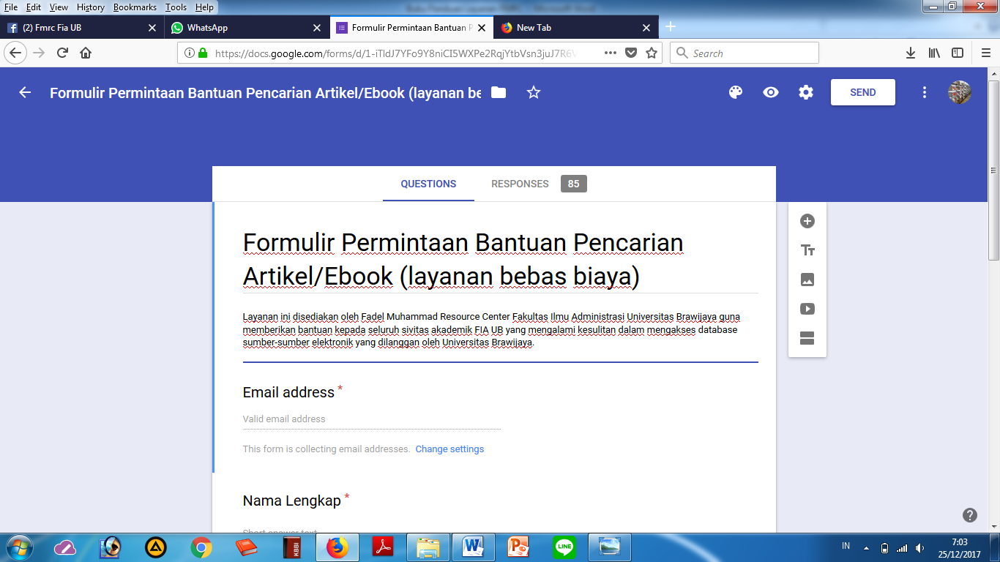 File Edit View History Bookmarks Tools Help
(2) Fmrc Fia UB
WhatsApp
Formulir Permintaan Bantuan P
New Tab
https://docs.google.com/forms/d/1-iTldJ7YFo9Y8niCI5WXPe2RqjYtbVsn3juJ7R6V
Search
Formulir Permintaan Bantuan Pencarian Artikel/Ebook (layanan be
SEND
QUESTIONS
RESPONSES 85
Formulir Permintaan Bantuan Pencarian
Artikel/Ebook (layanan bebas biaya)
Layanan ini disediakan oleh Fadel Muhammad Resource Center Fakultas Ilmu Administrasi Universitas Brawijaya guna
memberikan bantuan kepada seluruh sivitas akademik FIA UB yang mengalami kesulitan dalam mengakses database
sumber-sumber elektronik yang dilanggan oleh Universitas Brawijaya.
Email address *
Valid email address
This form is collecting email addresses. Change settings
Nama Lengkap *
Short answer text
KBBI
LINE
IN
7:03
25/12/2017